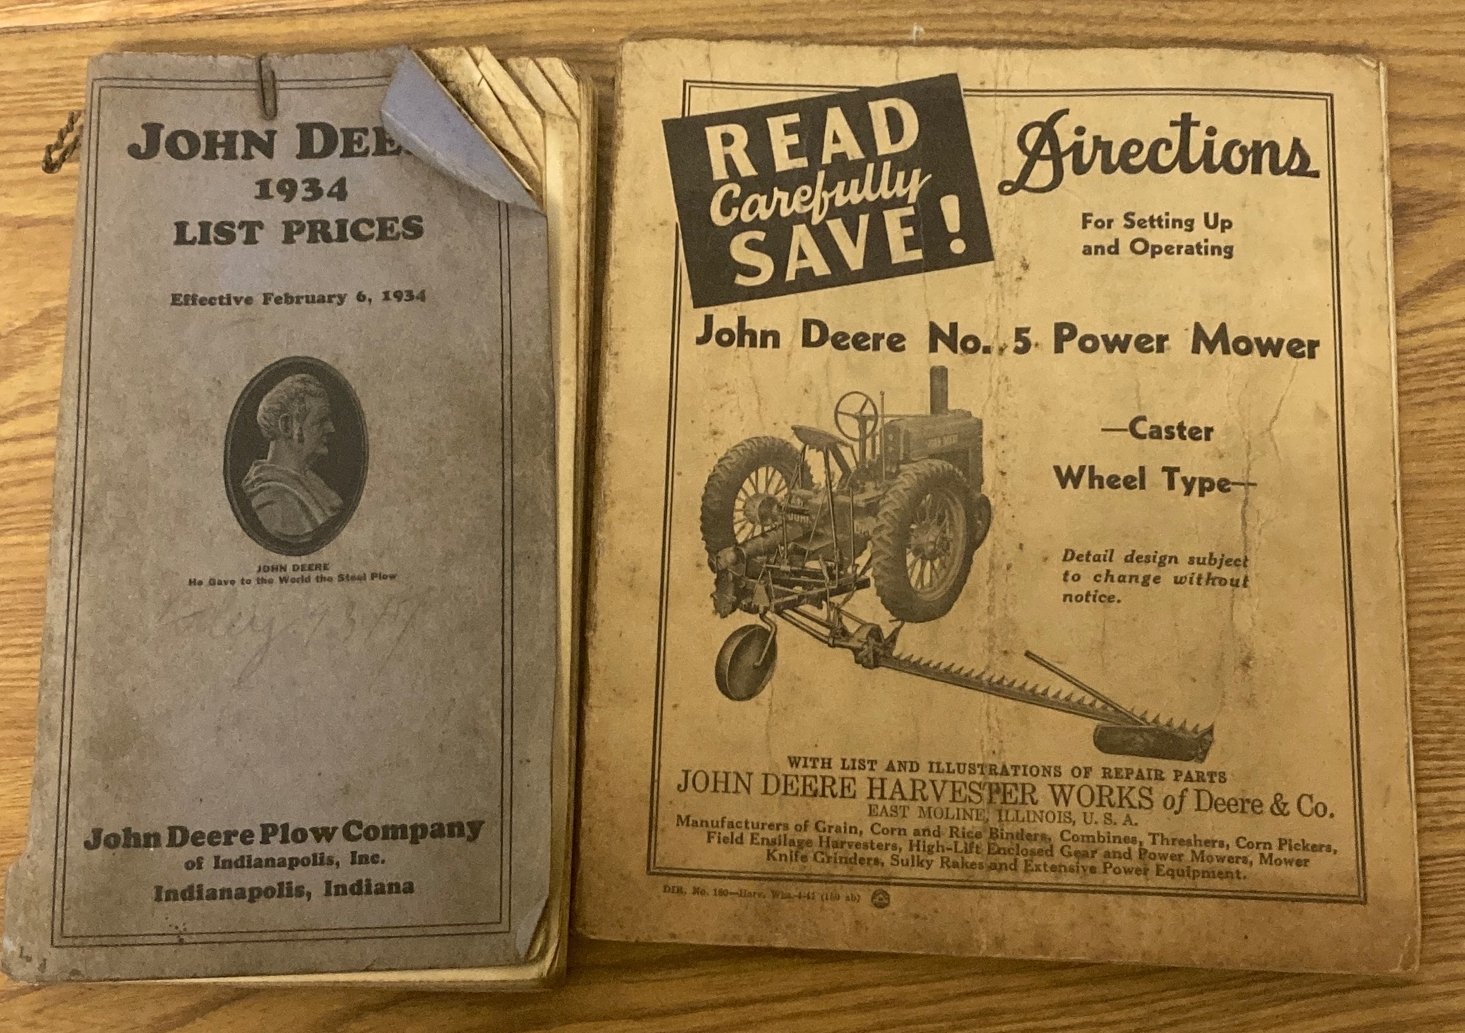 JOHN DEE
1934
LIST PRICES
Effective February 6, 1934
JOHN DEERE
He Gave to the World the Steel Plow
John Deere Plow Company
of Indianapolis, Inc.
Indianapolis, Indiana
READ
Carefully
SAVE!
Directions
For Setting Up
and Operating
John Deere No. 5 Power Mower
—Caster
Wheel Type—
Detail design subject
to change without
notice.
WITH LIST AND ILLUSTRATIONS OF REPAIR PARTS
JOHN DEERE HARVESTER WORKS of Deere & Co.
EAST MOLINE, ILLINOIS, U. S. A.
Manufacturers of Grain, Corn and Rice Binders, Combines, Threshers, Corn Pickers,
Field Ensilage Harvesters, High-Lift Enclosed Gear and Power Mowers, Mower
Knife Grinders, Sulky Rakes and Extensive Power Equipment.
DIR. No. 180—Harv. Wks.